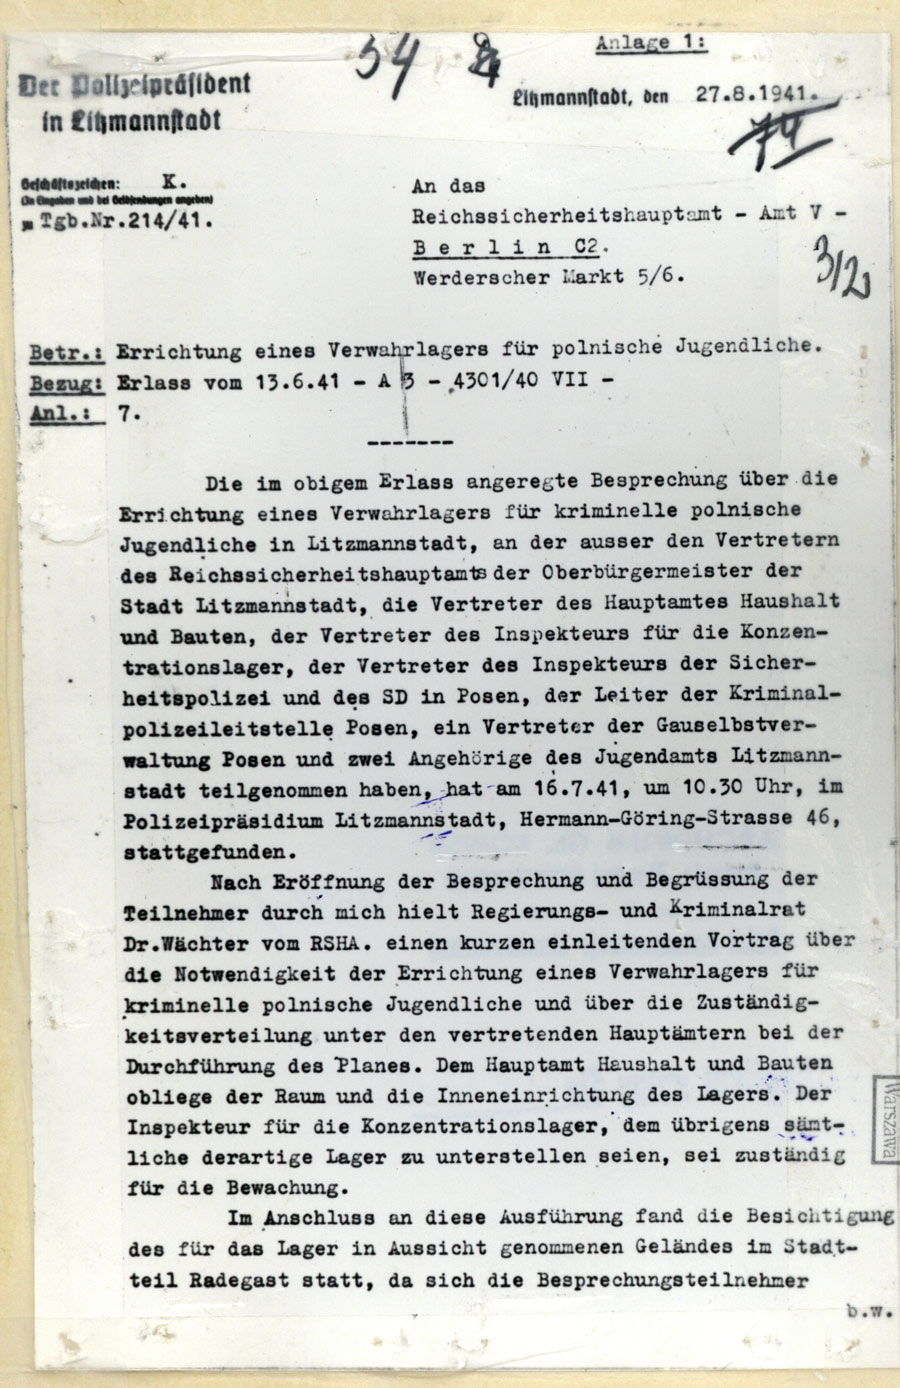 54
Anlage 1:
Der Polizeipräsident
in Litzmannstadt
Litzmannstadt, den 27.8.1941.
74
Geschäftszeichen: K.
(In Eingaben und bei Geldsendungen angeben)
Tgb.Nr.214/41.
An das
Reichssicherheitshauptamt - Amt V -
Berlin C2.
Werderscher Markt 5/6.
3/2
Betr.: Errichtung eines Verwahrlagers für polnische Jugendliche.
Bezug: Erlass vom 13.6.41 - A 3 - 4301/40 VII -
Anl.: 7.
-------
Die im obigem Erlass angeregte Besprechung über die
Errichtung eines Verwahrlagers für kriminelle polnische
Jugendliche in Litzmannstadt, an der ausser den Vertretern
des Reichssicherheitshauptamts der Oberbürgermeister der
Stadt Litzmannstadt, die Vertreter des Hauptamtes Haushalt
und Bauten, der Vertreter des Inspekteurs für die Konzen-
trationslager, der Vertreter des Inspekteurs der Sicher-
heitspolizei und des SD in Posen, der Leiter der Kriminal-
polizeileitstelle Posen, ein Vertreter der Gauselbstver-
waltung Posen und zwei Angehörige des Jugendamts Litzmann-
stadt teilgenommen haben, hat am 16.7.41, um 10.30 Uhr, im
Polizeipräsidium Litzmannstadt, Hermann-Göring-Strasse 46,
stattgefunden.
Nach Eröffnung der Besprechung und Begrüssung der
Teilnehmer durch mich hielt Regierungs- und Kriminalrat
Dr.Wächter vom RSHA. einen kurzen einleitenden Vortrag über
die Notwendigkeit der Errichtung eines Verwahrlagers für
kriminelle polnische Jugendliche und über die Zuständig-
keitsverteilung unter den vertretenden Hauptämtern bei der
Durchführung des Planes. Dem Hauptamt Haushalt und Bauten
obliege der Raum und die Inneneinrichtung des Lagers. Der
Inspekteur für die Konzentrationslager, dem übrigens sämt-
liche derartige Lager zu unterstellen seien, sei zuständig
für die Bewachung.
Im Anschluss an diese Ausführung fand die Besichtigung
des für das Lager in Aussicht genommenen Geländes im Stadt-
teil Radegast statt, da sich die Besprechungsteilnehmer
b.w.
Warszawa